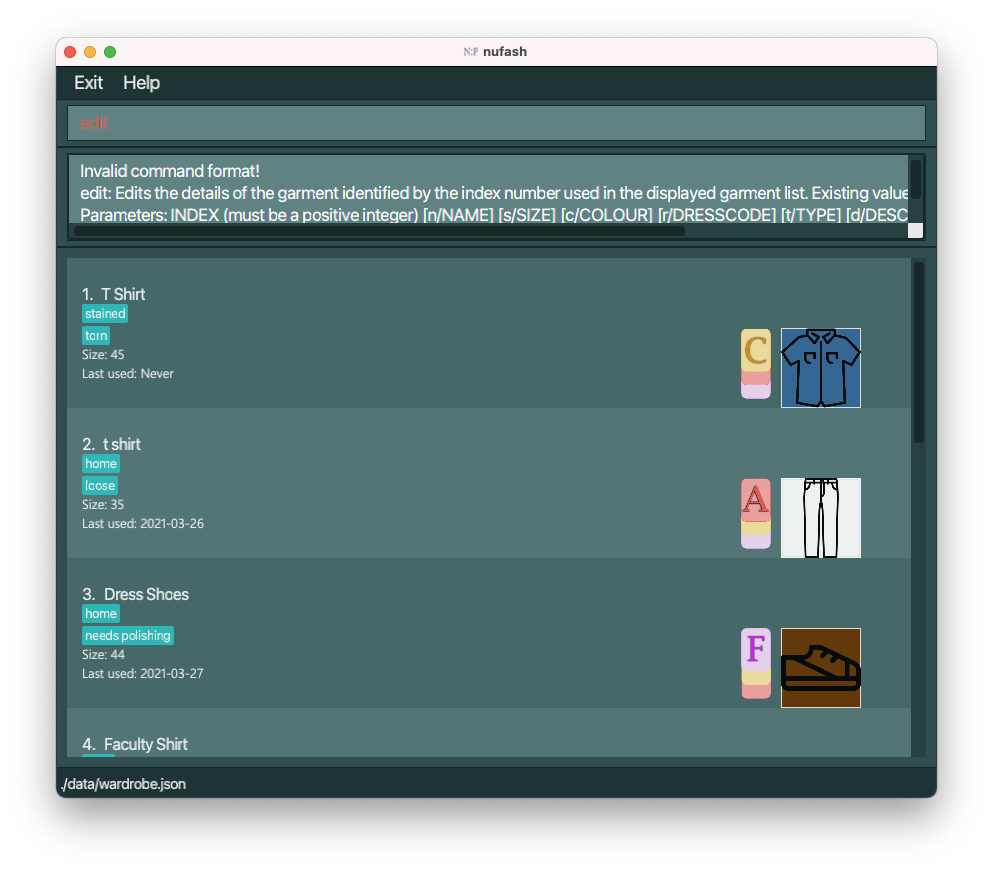 N:F nufash
Exit Help
edit
Invalid command format!
edit: Edits the details of the garment identified by the index number used in the displayed garment list. Existing value
Parameters: INDEX (must be a positive integer) [n/NAME] [s/SIZE] [c/COLOUR] [r/DRESSCODE] [t/TYPE] [d/DESC
1. T Shirt
stained
torn
Size: 45
Last used: Never
C
2. t shirt
home
loose
Size: 35
Last used: 2021-03-26
A
3. Dress Shoes
home
needs polishing
Size: 44
Last used: 2021-03-27
F
4. Faculty Shirt
./data/wardrobe.json